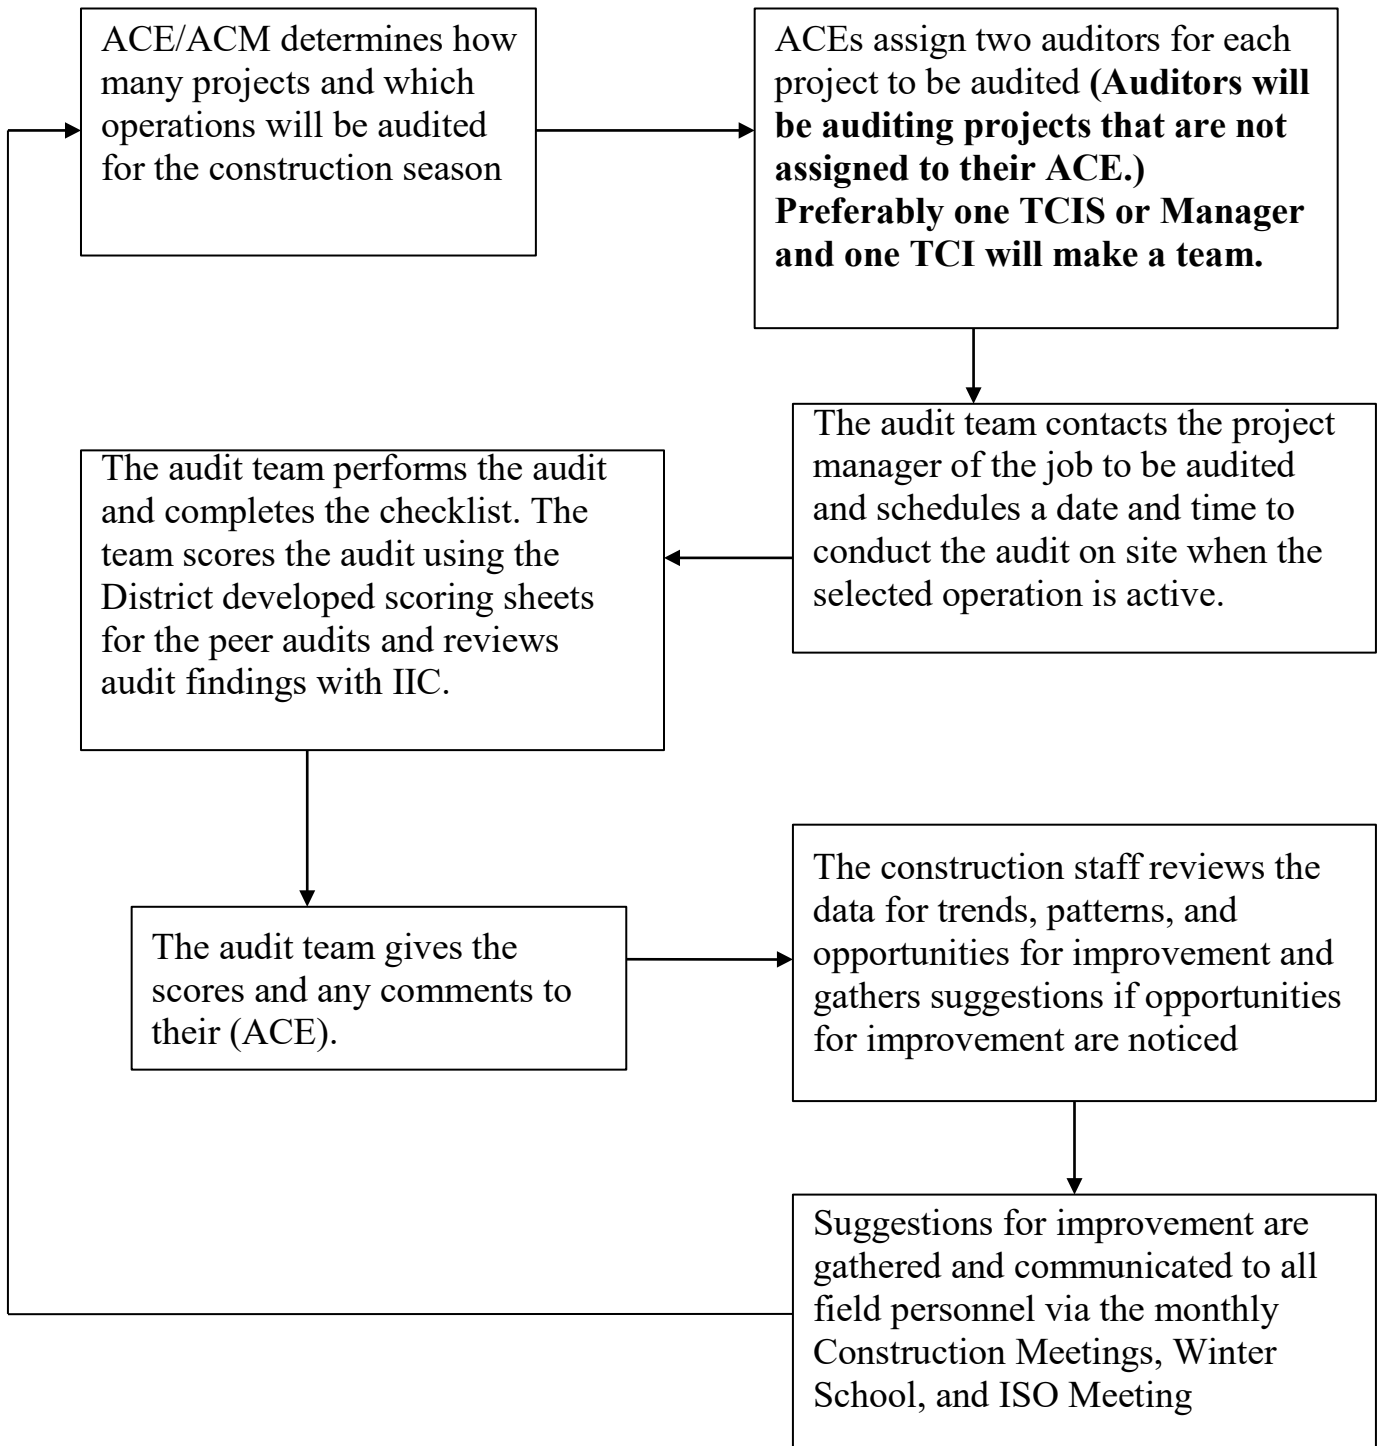 ACE/ACM determines how
many projects and which
operations will be audited
for the construction season
ACEs assign two auditors for each
project to be audited (Auditors will
be auditing projects that are not
assigned to their ACE.)
Preferably one TCIS or Manager
and one TCI will make a team.
The audit team contacts the project
manager of the job to be audited
and schedules a date and time to
conduct the audit on site when the
selected operation is active.
The audit team performs the audit
and completes the checklist. The
team scores the audit using the
District developed scoring sheets
for the peer audits and reviews
audit findings with IIC.
The audit team gives the
scores and any comments to
their (ACE).
The construction staff reviews the
data for trends, patterns, and
opportunities for improvement and
gathers suggestions if opportunities
for improvement are noticed
Suggestions for improvement are
gathered and communicated to all
field personnel via the monthly
Construction Meetings, Winter
School, and ISO Meeting